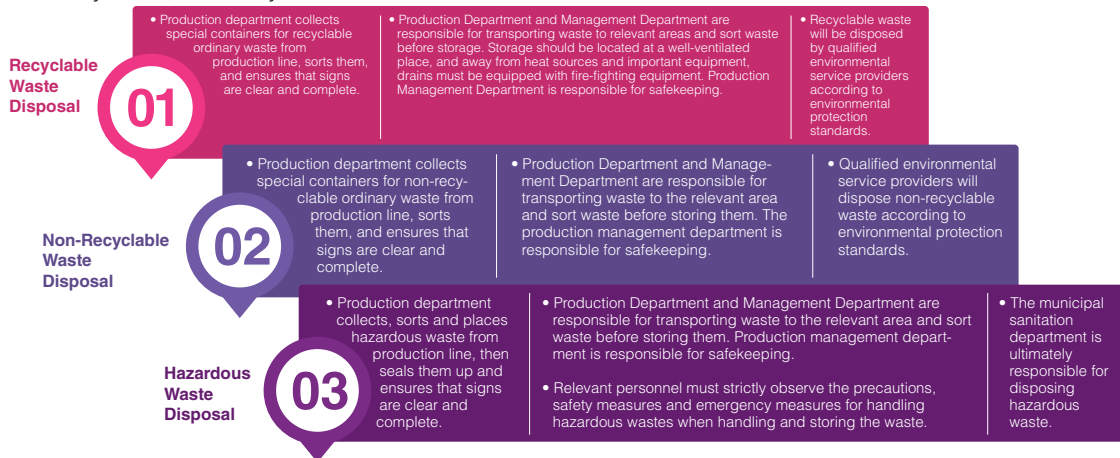 Recyclable
Waste
Disposal
01
• Production department collects
special containers for recyclable
ordinary waste from
production line, sorts them,
and ensures that signs
are clear and complete.
• Production Department and Management Department are
responsible for transporting waste to relevant areas and sort waste
before storage. Storage should be located at a well-ventilated
place, and away from heat sources and important equipment,
drains must be equipped with fire-fighting equipment. Production
Management Department is responsible for safekeeping.
• Recyclable waste
will be disposed
by qualified
environmental
service providers
according to
environmental
protection
standards.
Non-Recyclable
Waste
Disposal
02
• Production department collects
special containers for non-recy-
clable ordinary waste from
production line, sorts
them, and ensures that
signs are clear and
complete.
• Production Department and Manage-
ment Department are responsible for
transporting waste to the relevant area
and sort waste before storing them. The
production management department is
responsible for safekeeping.
• Qualified environmental
service providers will
dispose non-recyclable
waste according to
environmental protection
standards.
Hazardous
Waste
Disposal
03
• Production department
collects, sorts and places
hazardous waste from
production line, then
seals them up and
ensures that signs
are clear and
complete.
• Production Department and Management Department are
responsible for transporting waste to the relevant area and sort
waste before storing them. Production management depart-
ment is responsible for safekeeping.
• Relevant personnel must strictly observe the precautions,
safety measures and emergency measures for handling
hazardous wastes when handling and storing the waste.
• The municipal
sanitation
department is
ultimately
responsible for
disposing
hazardous
waste.